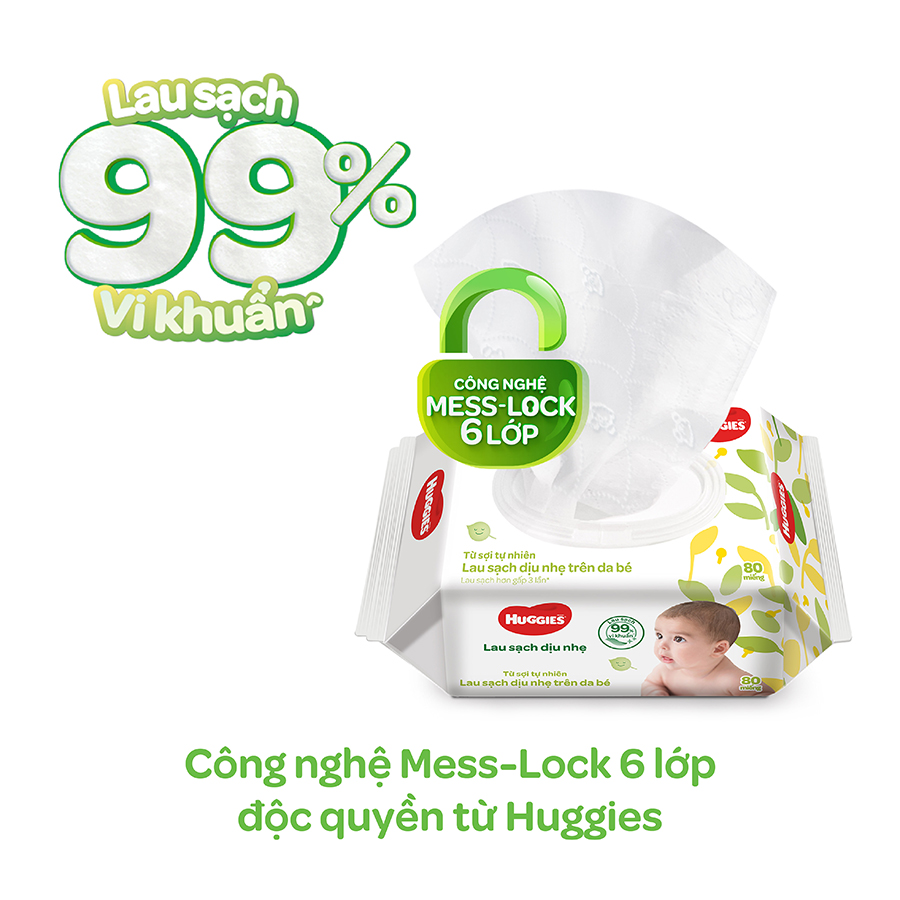 Lau sạch
99%
Vi khuẩn^
CÔNG NGHỆ
MESS-LOCK
6 LỚP
GIES
HUGGIES
HUGGIES
Từ sợi tự nhiên
Lau sạch dịu nhẹ trên da bé
Lau sạch hơn gấp 3 lần*
80
miếng
HUGGIES
Lau sạch
99%
vi khuẩn^
Lau sạch dịu nhẹ
Từ sợi tự nhiên
Lau sạch dịu nhẹ trên da bé
80
miếng
Công nghệ Mess-Lock 6 lớp
độc quyền từ Huggies